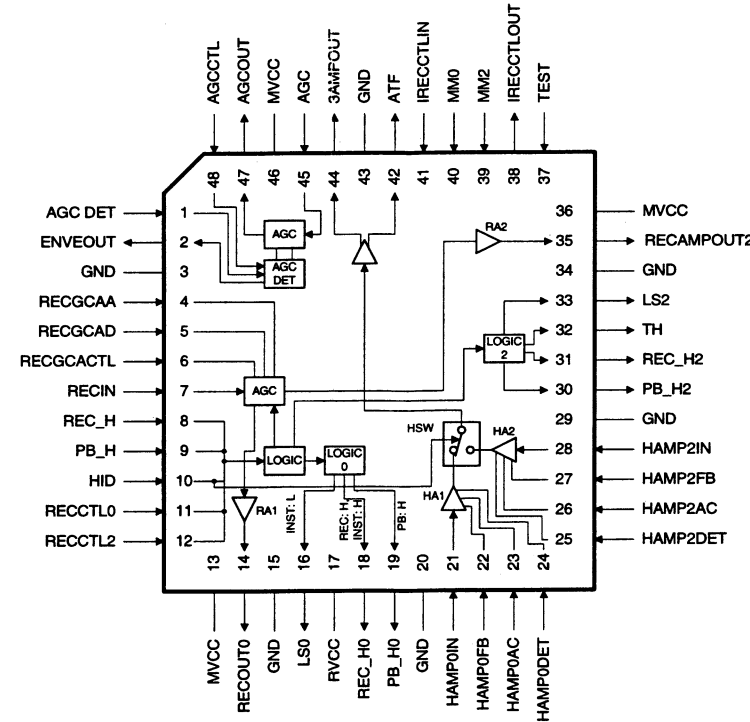 AGCCTL
AGCOUT
MVCC
AGC
3AMPOUT
GND
ATF
IRECCTLIN
MM0
MM2
IRECCTLOUT
TEST
48
47
46
45
44
43
42
41
40
39
38
37
AGC DET
1
ENVEOUT
2
GND
3
RECGCAA
4
RECGCAD
5
RECGCACTL
6
RECIN
7
REC_H
8
PB_H
9
HID
10
RECCTL0
11
RECCTL2
12
AGC
AGC
DET
AGC
LOGIC
LOGIC
0
RA1
INST: L
REC: H,
INST: H
PB: H
RA2
LOGIC
2
HSW
HA2
HA1
36
MVCC
35
RECAMPOUT2
34
GND
33
LS2
32
TH
31
REC_H2
30
PB_H2
29
GND
28
HAMP2IN
27
HAMP2FB
26
HAMP2AC
25
HAMP2DET
13
14
15
16
17
18
19
20
21
22
23
24
MVCC
RECOUT0
GND
LS0
RVCC
REC_H0
PB_H0
GND
HAMP0IN
HAMP0FB
HAMP0AC
HAMP0DET